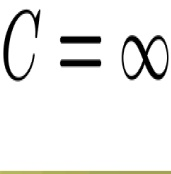 C = ∞